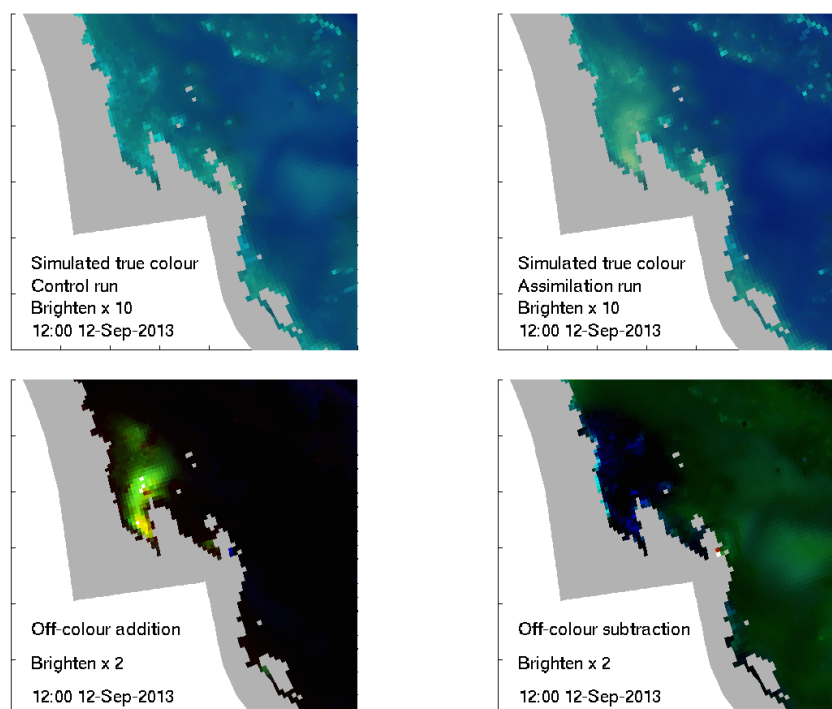 Simulated true colour
Control run
Brighten x 10
12:00 12-Sep-2013
Simulated true colour
Assimilation run
Brighten x 10
12:00 12-Sep-2013
Off-colour addition
Brighten x 2
12:00 12-Sep-2013
Off-colour subtraction
Brighten x 2
12:00 12-Sep-2013